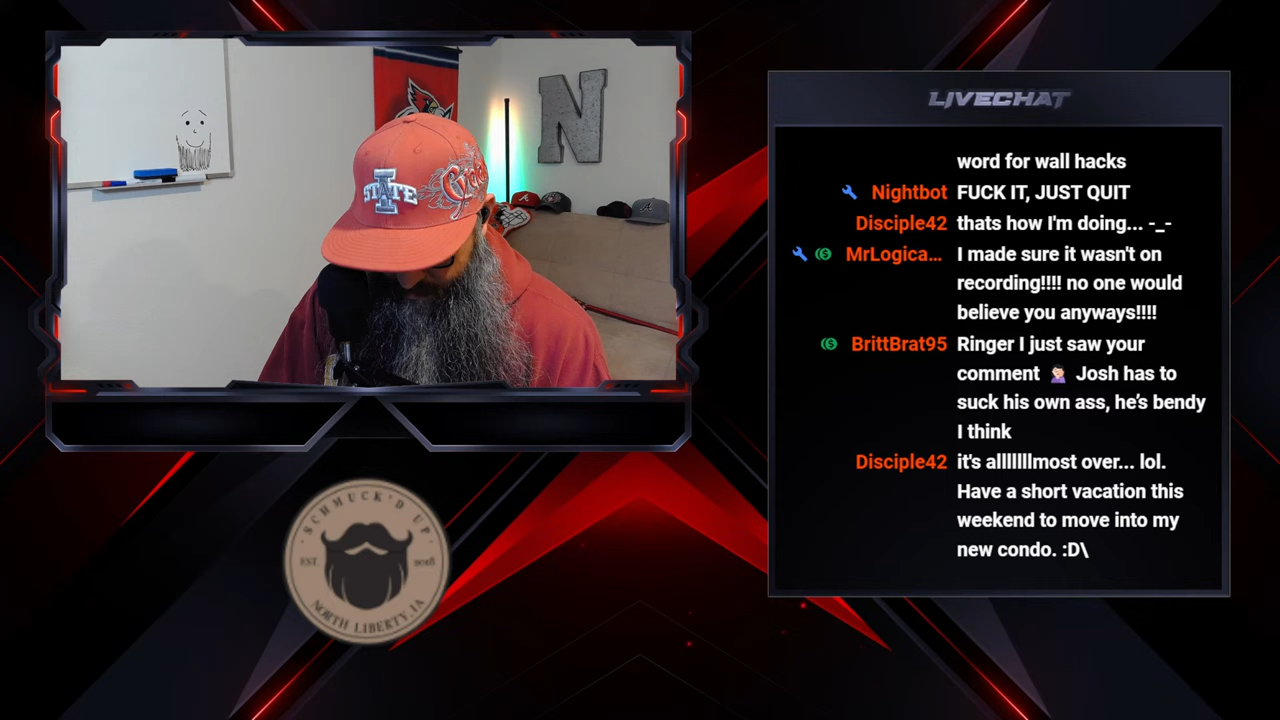 STATE
Cy
N
LIVECHAT
word for wall hacks
Nightbot FUCK IT, JUST QUIT
Disciple42 thats how I'm doing... -_-
MrLogica... I made sure it wasn't on
recording!!!! no one would
believe you anyways!!!!
BrittBrat95 Ringer I just saw your
comment 🤦🏻‍♀️ Josh has to
suck his own ass, he's bendy
I think
Disciple42 it's alllllllmost over... lol.
Have a short vacation this
weekend to move into my
new condo. :D\
SCHMUCK'D UP
EST. 2018
NORTH LIBERTY, IA